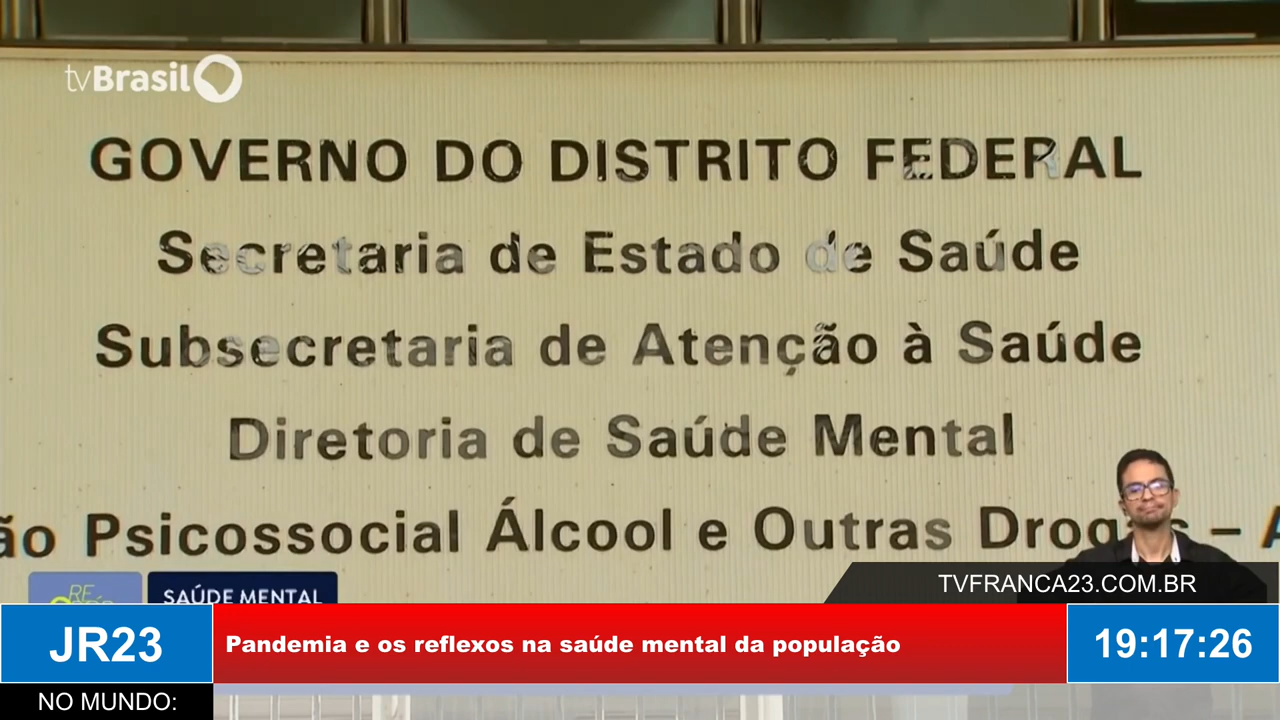 tvBrasil
GOVERNO DO DISTRITO FEDERAL
Secretaria de Estado de Saúde
Subsecretaria de Atenção à Saúde
Diretoria de Saúde Mental
ão Psicossocial Álcool e Outras Drogas – A
SAÚDE MENTAL
TVFRANCA23.COM.BR
JR23
Pandemia e os reflexos na saúde mental da população
19:17:26
NO MUNDO: